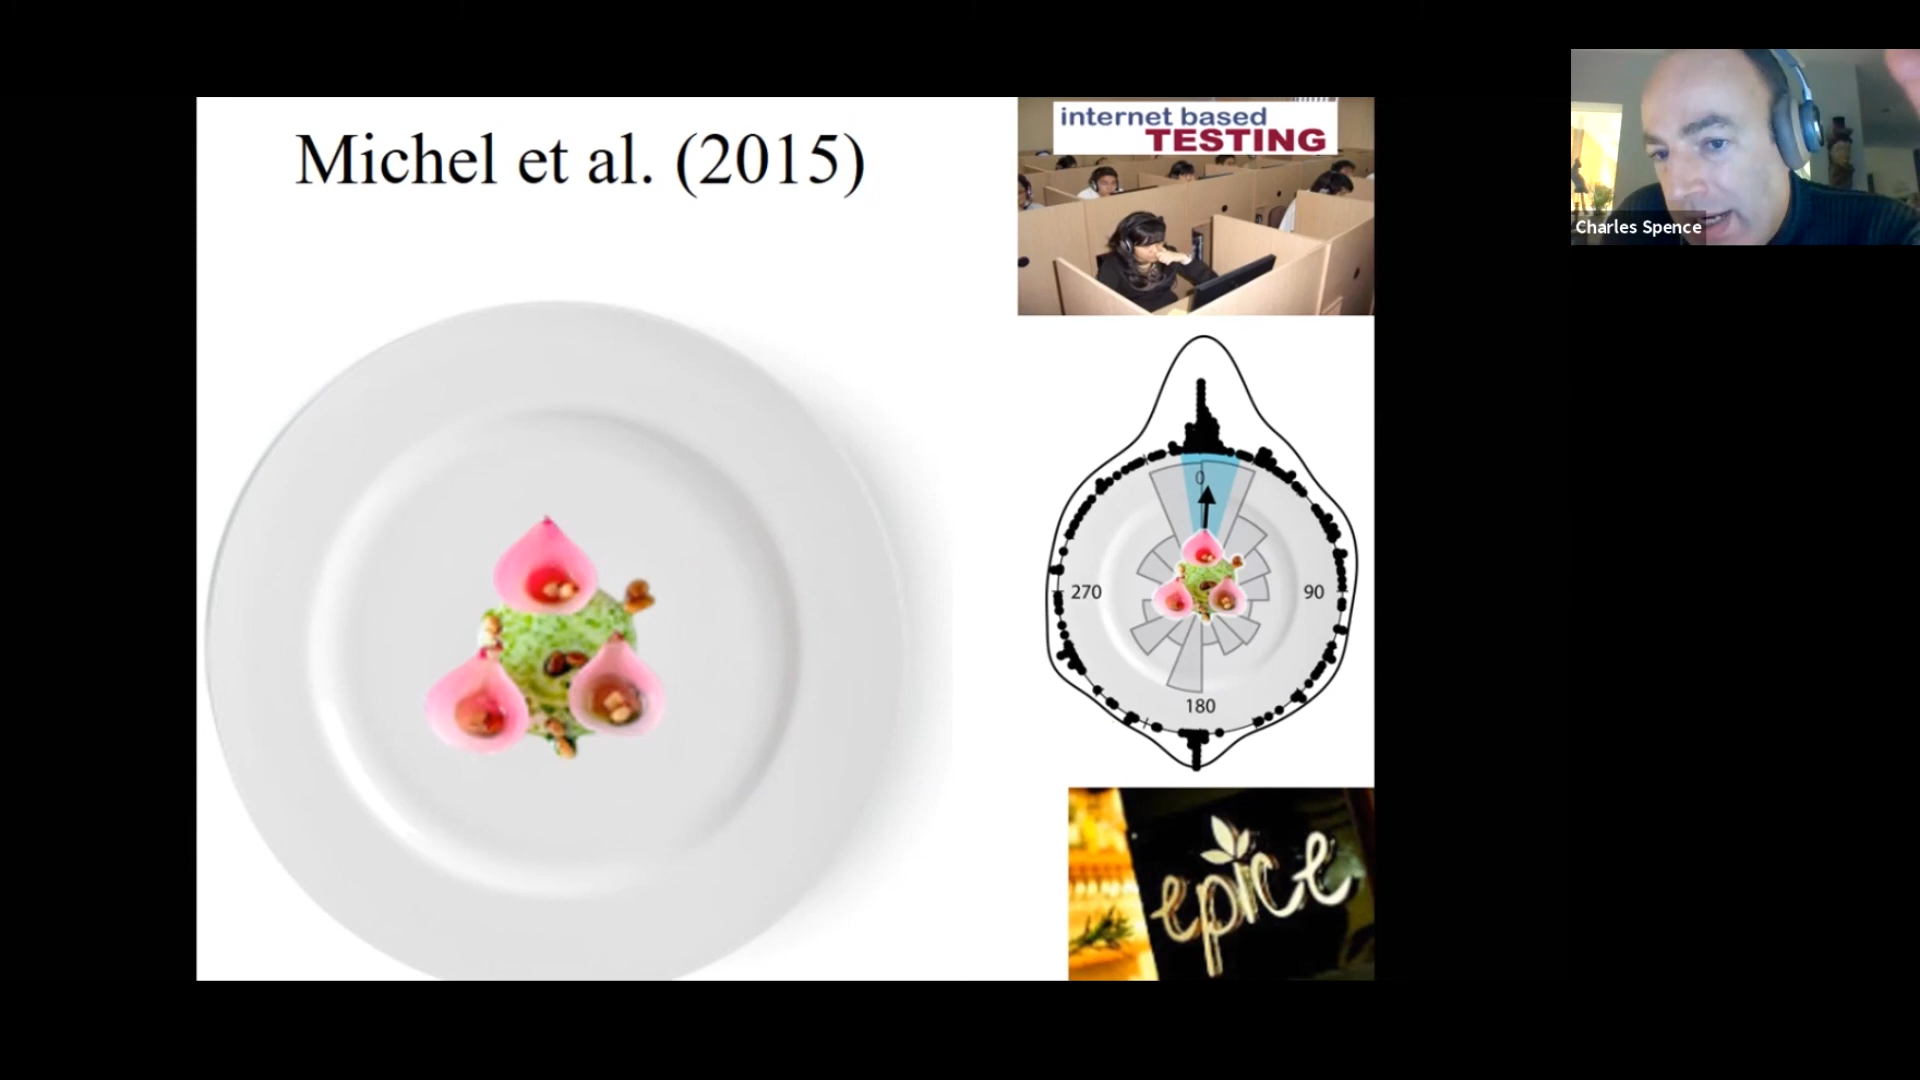 Michel et al. (2015)
internet based
TESTING
Charles Spence
0
270
90
180
epice